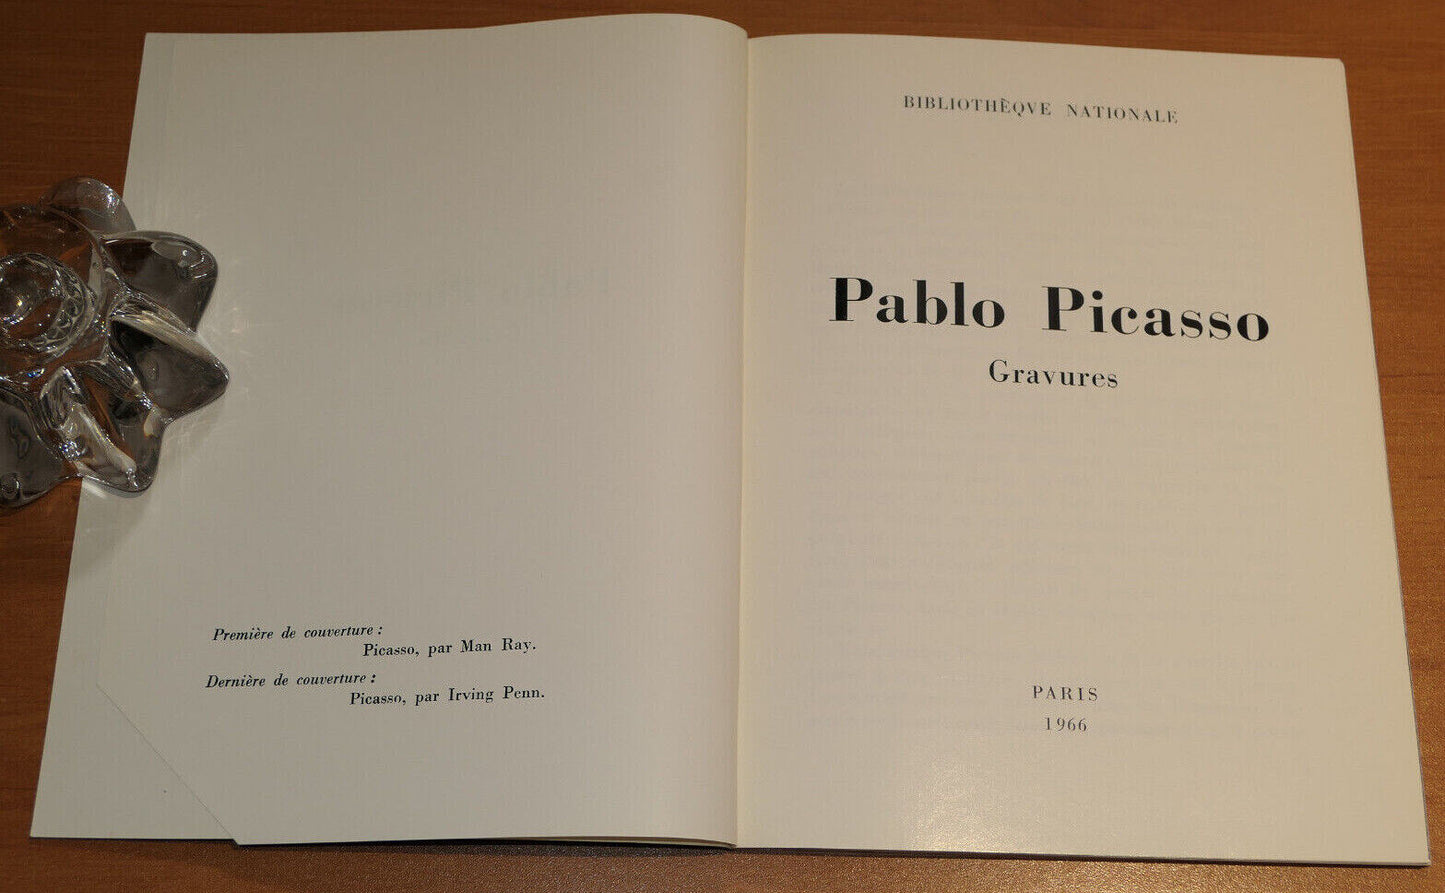 Première de couverture :
Picasso, par Man Ray.
Dernière de couverture :
Picasso, par Irving Penn.
BIBLIOTHÈQVE NATIONALE
Pablo Picasso
Gravures
PARIS
1966